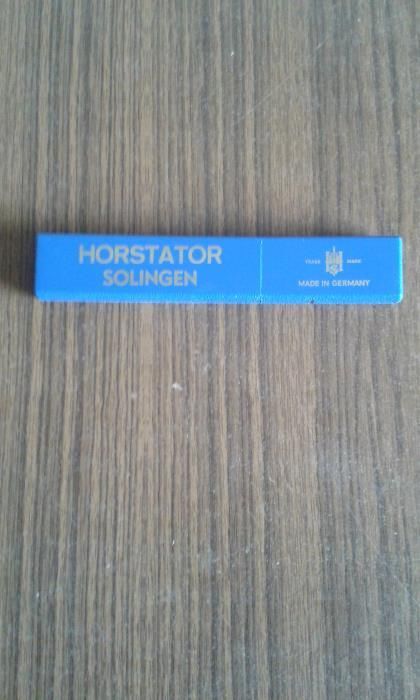 HORSTATOR
SOLINGEN
TRADE MARK
MADE IN GERMANY